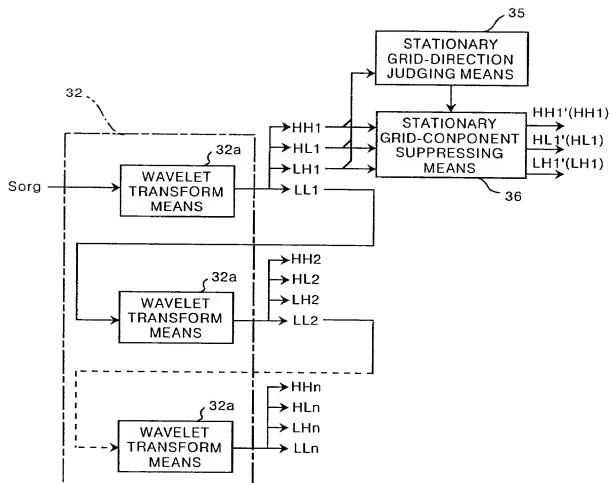 35
STATIONARY
GRID-DIRECTION
JUDGING MEANS
32
HH1'(HH1)
32a
HH1
STATIONARY
GRID-CONPONENT
SUPPRESSING
MEANS
HL1'(HL1)
HL1
LH1'(LH1)
Sorg
WAVELET
TRANSFORM
MEANS
LH1
LL1
36
32a
HH2
HL2
WAVELET
TRANSFORM
MEANS
LH2
LL2
32a
HHn
HLn
WAVELET
TRANSFORM
MEANS
LHn
LLn